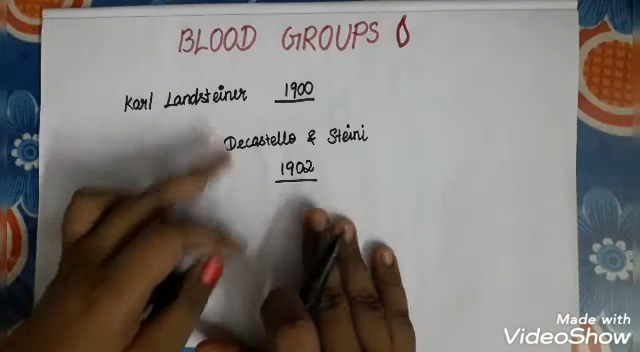 BLOOD GROUPS
Karl Landsteiner 1900
Decastello & Steini
1902
Made with
VideoShow